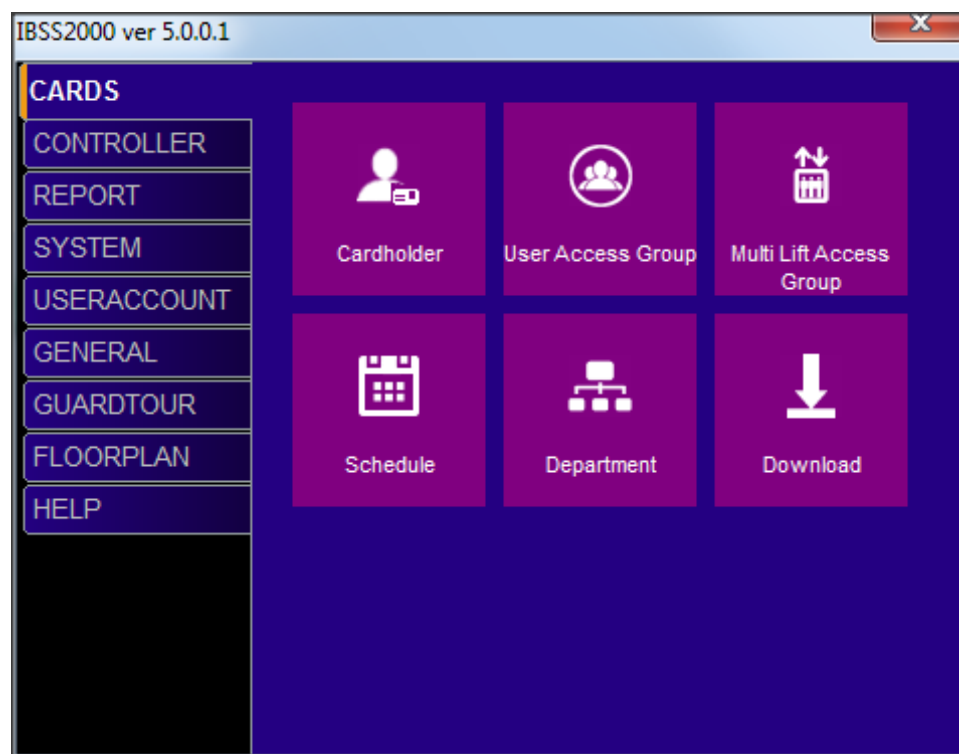 IBSS2000 ver 5.0.0.1
CARDS
CONTROLLER
REPORT
SYSTEM
USERACCOUNT
GENERAL
GUARDTOUR
FLOORPLAN
HELP
Cardholder
User Access Group
Multi Lift Access
Group
Schedule
Department
Download